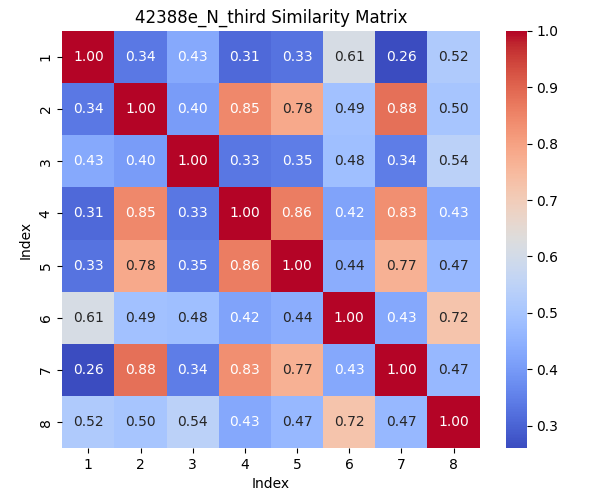 42388e_N_third Similarity Matrix
1 1.00 0.34 0.43 0.31 0.33 0.61 0.26 0.52
2 0.34 1.00 0.40 0.85 0.78 0.49 0.88 0.50
3 0.43 0.40 1.00 0.33 0.35 0.48 0.34 0.54
4 0.31 0.85 0.33 1.00 0.86 0.42 0.83 0.43
5 0.33 0.78 0.35 0.86 1.00 0.44 0.77 0.47
6 0.61 0.49 0.48 0.42 0.44 1.00 0.43 0.72
7 0.26 0.88 0.34 0.83 0.77 0.43 1.00 0.47
8 0.52 0.50 0.54 0.43 0.47 0.72 0.47 1.00
1 2 3 4 5 6 7 8
Index
Index
1.0
0.9
0.8
0.7
0.6
0.5
0.4
0.3